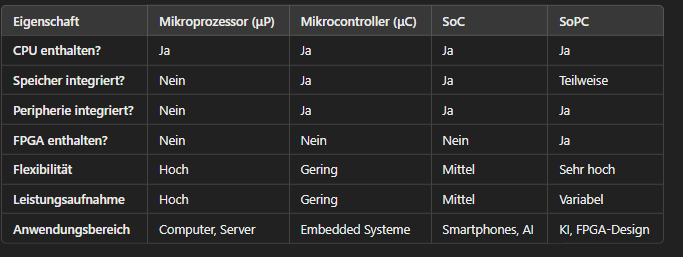 Eigenschaft Mikroprozessor (µP) Mikrocontroller (µC) SoC SoPC
CPU enthalten? Ja Ja Ja Ja
Speicher integriert? Nein Ja Ja Teilweise
Peripherie integriert? Nein Ja Ja Ja
FPGA enthalten? Nein Nein Nein Ja
Flexibilität Hoch Gering Mittel Sehr hoch
Leistungsaufnahme Hoch Gering Mittel Variabel
Anwendungsbereich Computer, Server Embedded Systeme Smartphones, AI KI, FPGA-Design